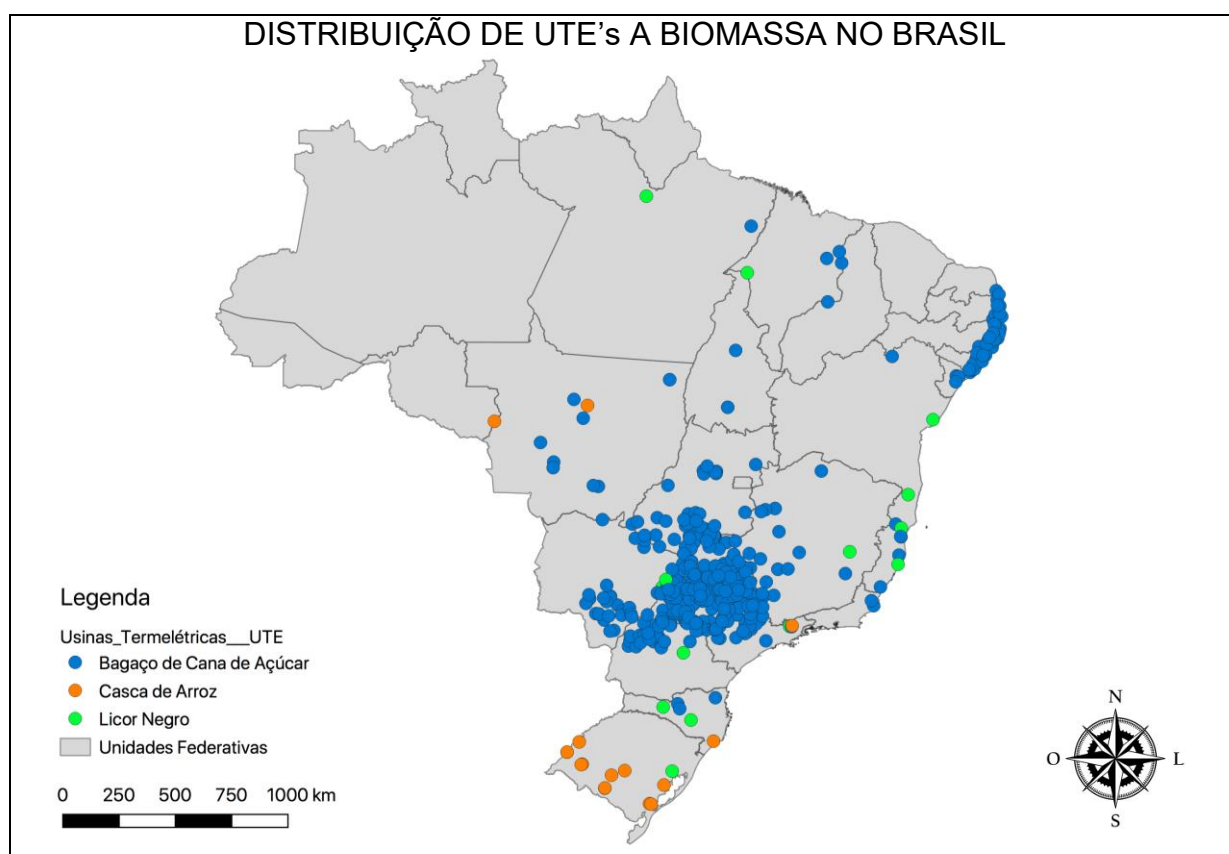 DISTRIBUIÇÃO DE UTE’s A BIOMASSA NO BRASIL
Legenda
Usinas_Termelétricas__UTE
Bagaço de Cana de Açúcar
Casca de Arroz
Licor Negro
Unidades Federativas
0 250 500 750 1000 km
N
O L
S